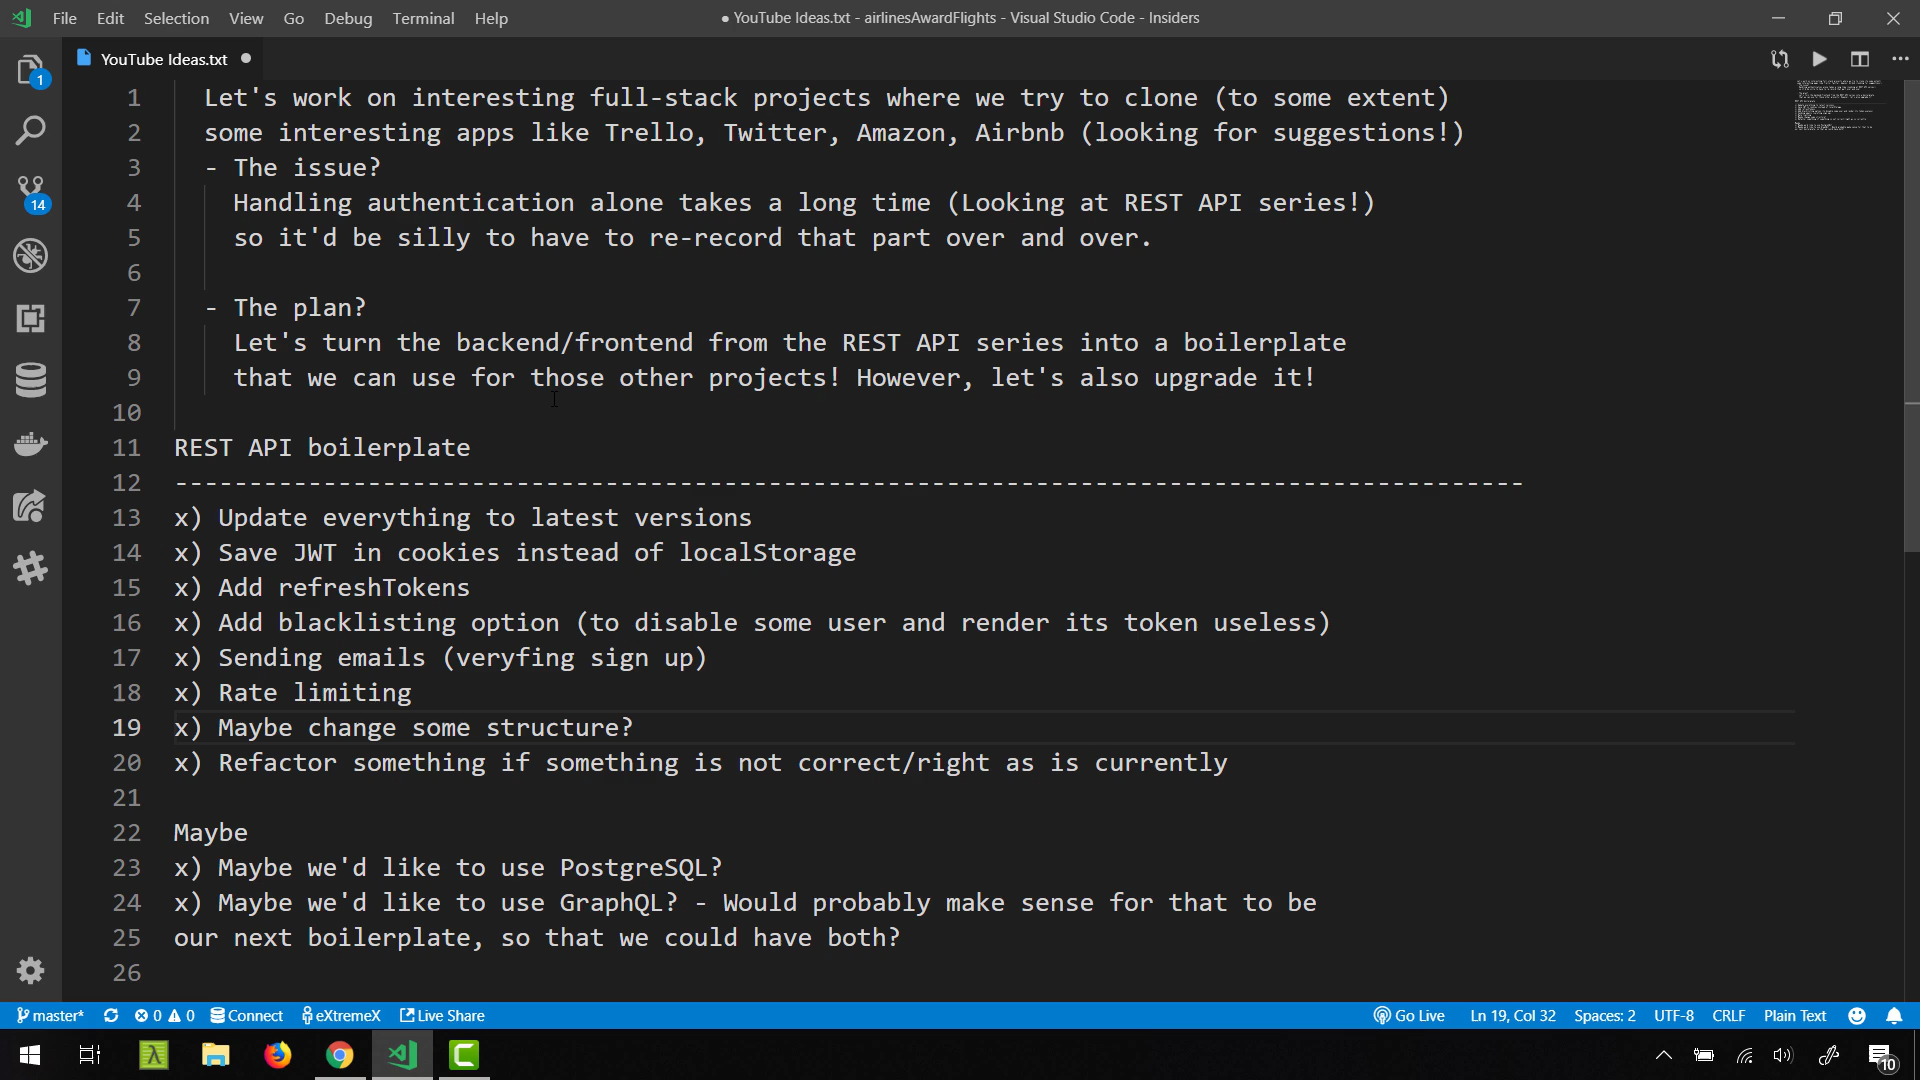 File Edit Selection View Go Debug Terminal Help
● YouTube Ideas.txt - airlinesAwardFlights - Visual Studio Code - Insiders
YouTube Ideas.txt
1
14
1 Let's work on interesting full-stack projects where we try to clone (to some extent)
2 some interesting apps like Trello, Twitter, Amazon, Airbnb (looking for suggestions!)
3 - The issue?
4 Handling authentication alone takes a long time (Looking at REST API series!)
5 so it'd be silly to have to re-record that part over and over.
6
7 - The plan?
8 Let's turn the backend/frontend from the REST API series into a boilerplate
9 that we can use for those other projects! However, let's also upgrade it!
10
11 REST API boilerplate
12 -------------------------------------------------------------------------------------------
13 x) Update everything to latest versions
14 x) Save JWT in cookies instead of localStorage
15 x) Add refreshTokens
16 x) Add blacklisting option (to disable some user and render its token useless)
17 x) Sending emails (veryfing sign up)
18 x) Rate limiting
19 x) Maybe change some structure?
20 x) Refactor something if something is not correct/right as is currently
21
22 Maybe
23 x) Maybe we'd like to use PostgreSQL?
24 x) Maybe we'd like to use GraphQL? - Would probably make sense for that to be
25 our next boilerplate, so that we could have both?
26
master* 0 0 Connect eXtremeX Live Share Go Live Ln 19, Col 32 Spaces: 2 UTF-8 CRLF Plain Text
10